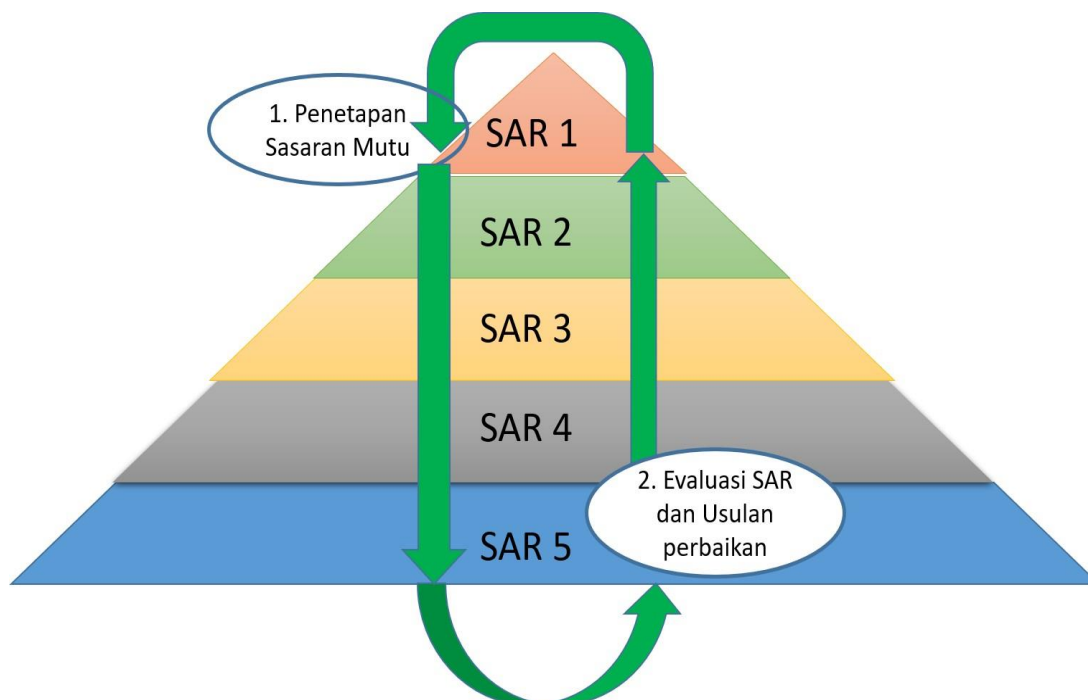 1. Penetapan
Sasaran Mutu
SAR 1
SAR 2
SAR 3
SAR 4
2. Evaluasi SAR
dan Usulan
perbaikan
SAR 5